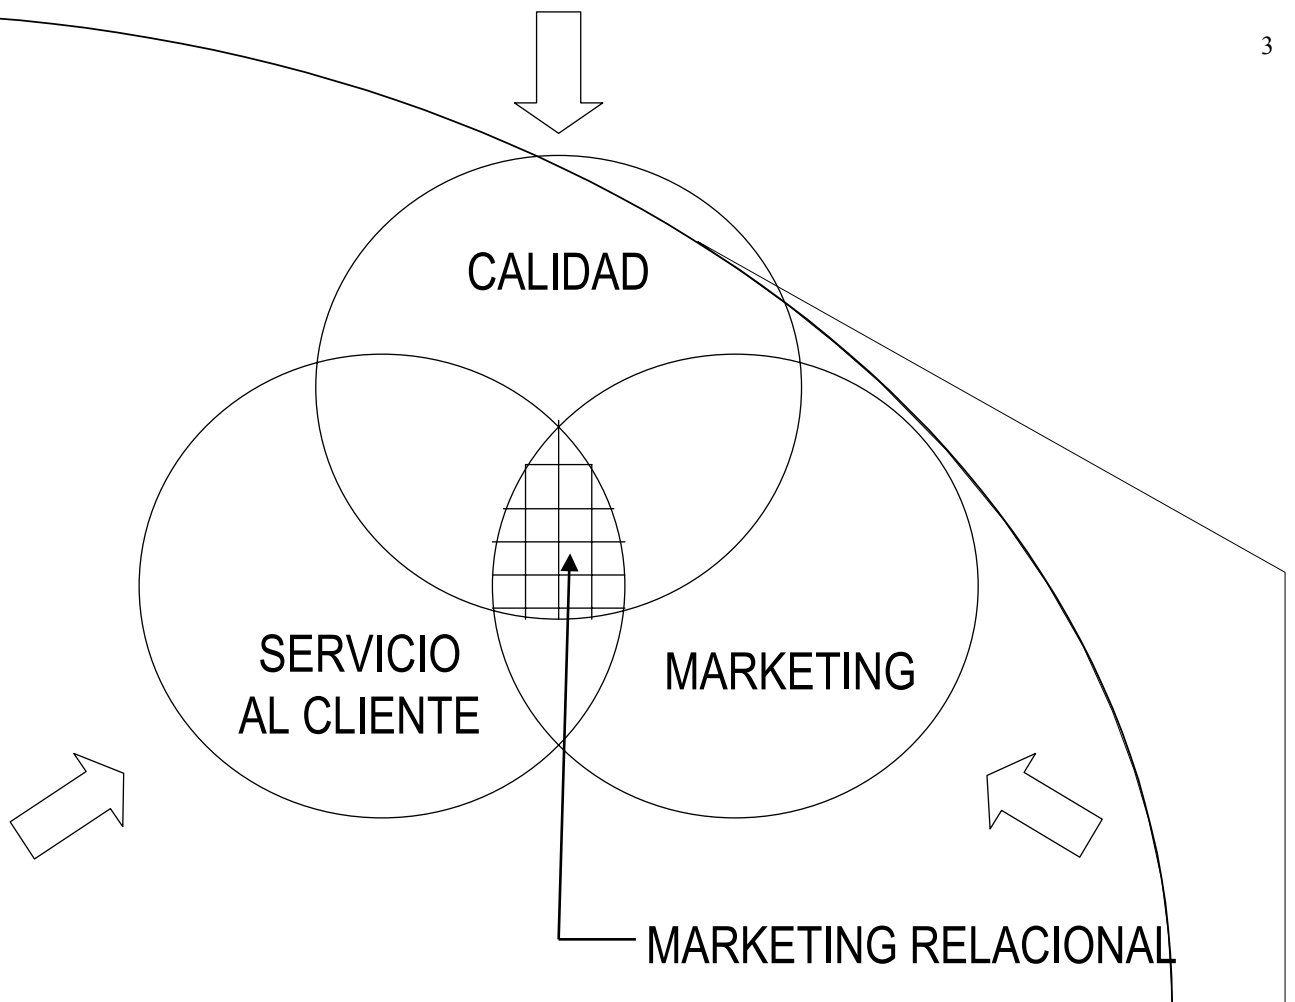 3
CALIDAD
SERVICIO
AL CLIENTE
MARKETING
MARKETING RELACIONAL